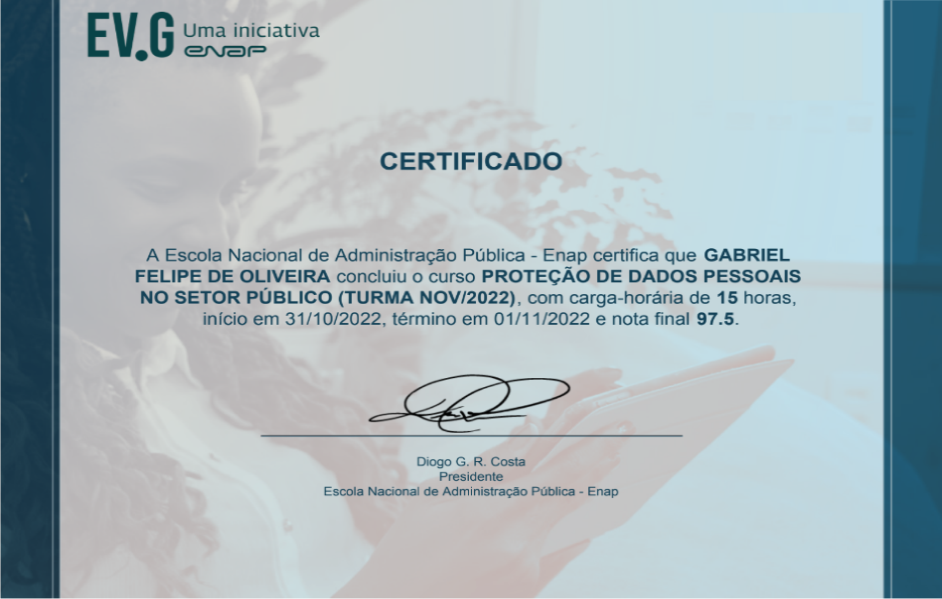 EV.G Uma iniciativa
enap
CERTIFICADO
A Escola Nacional de Administração Pública - Enap certifica que GABRIEL
FELIPE DE OLIVEIRA concluiu o curso PROTEÇÃO DE DADOS PESSOAIS
NO SETOR PÚBLICO (TURMA NOV/2022), com carga-horária de 15 horas,
início em 31/10/2022, término em 01/11/2022 e nota final 97.5.
Diogo G. R. Costa
Presidente
Escola Nacional de Administração Pública - Enap